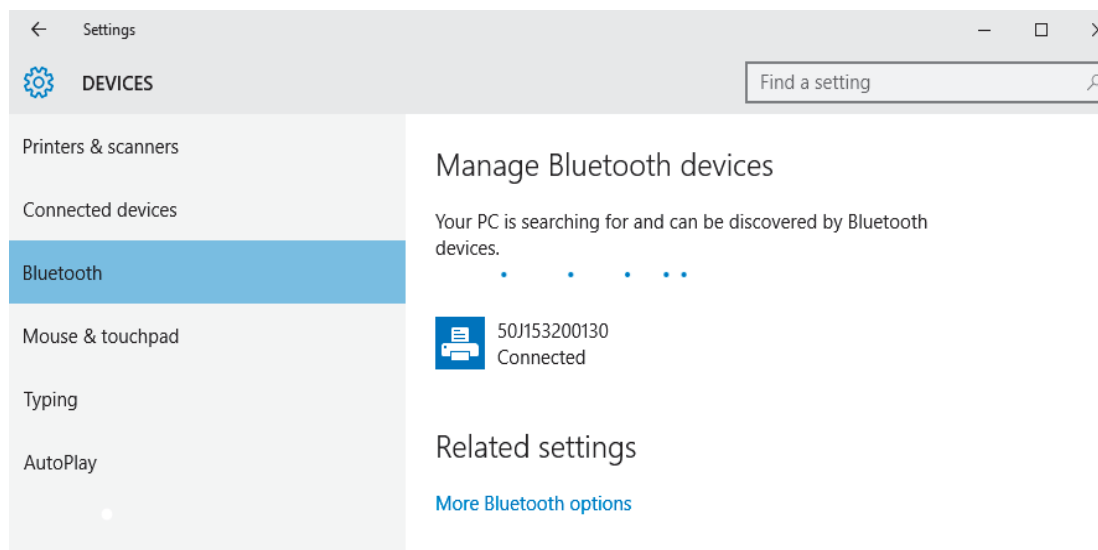 Settings
DEVICES
Find a setting
Printers & scanners
Connected devices
Bluetooth
Mouse & touchpad
Typing
AutoPlay
Manage Bluetooth devices
Your PC is searching for and can be discovered by Bluetooth
devices.
50J153200130
Connected
Related settings
More Bluetooth options